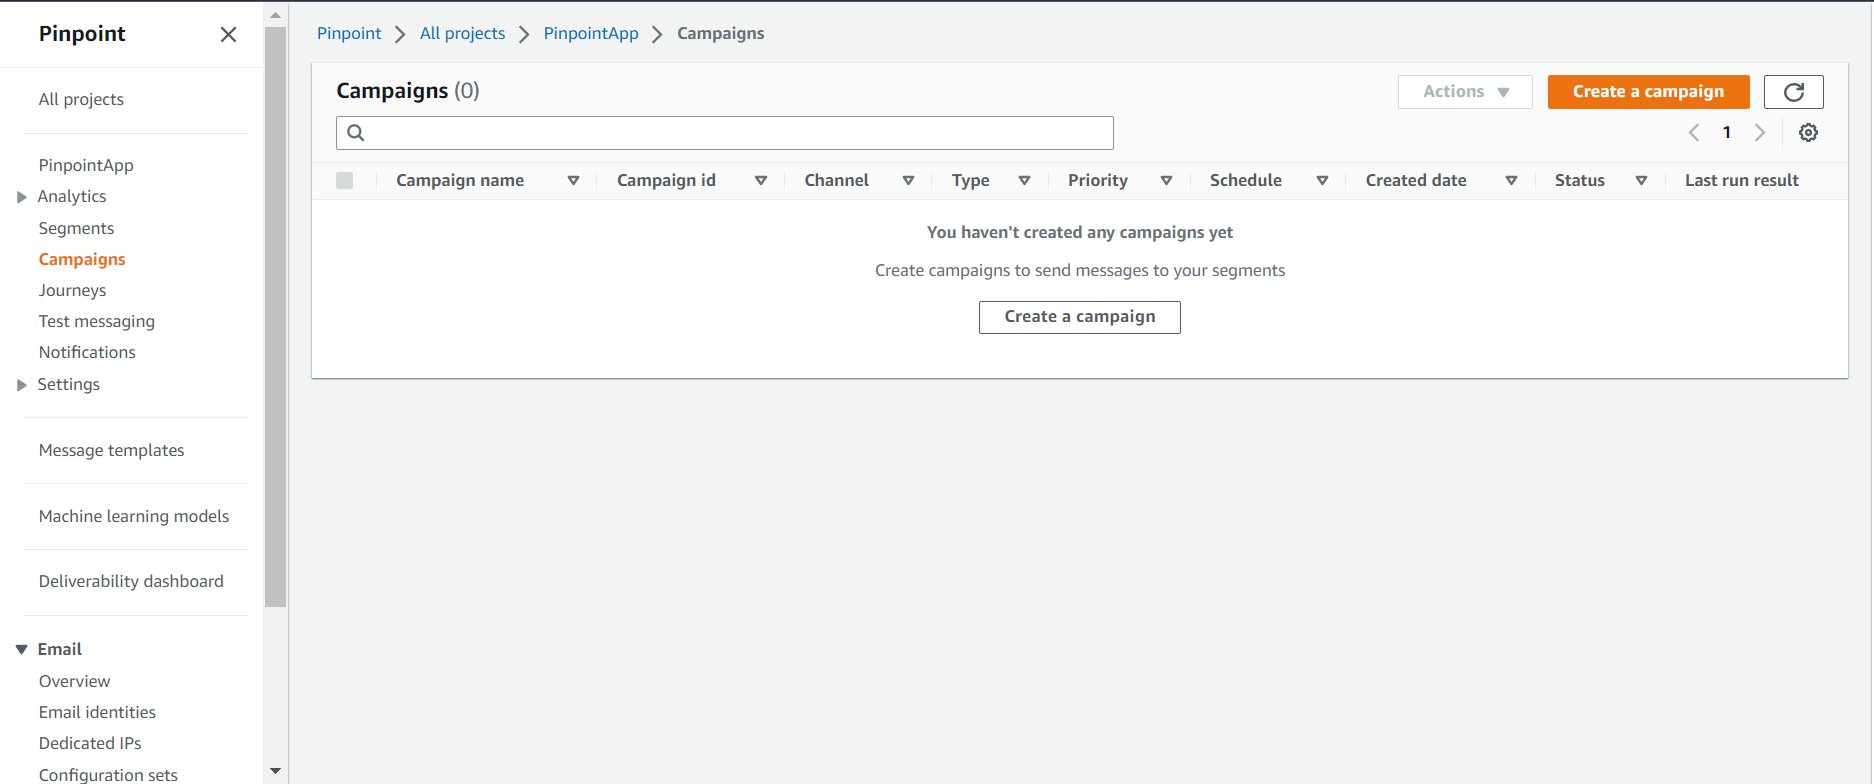 Pinpoint
All projects
PinpointApp
Analytics
Segments
Campaigns
Journeys
Test messaging
Notifications
Settings
Message templates
Machine learning models
Deliverability dashboard
Email
Overview
Email identities
Dedicated IPs
Configuration sets
Pinpoint All projects PinpointApp Campaigns
Campaigns (0) Actions Create a campaign
1
Campaign name Campaign id Channel Type Priority Schedule Created date Status Last run result
You haven't created any campaigns yet
Create campaigns to send messages to your segments
Create a campaign